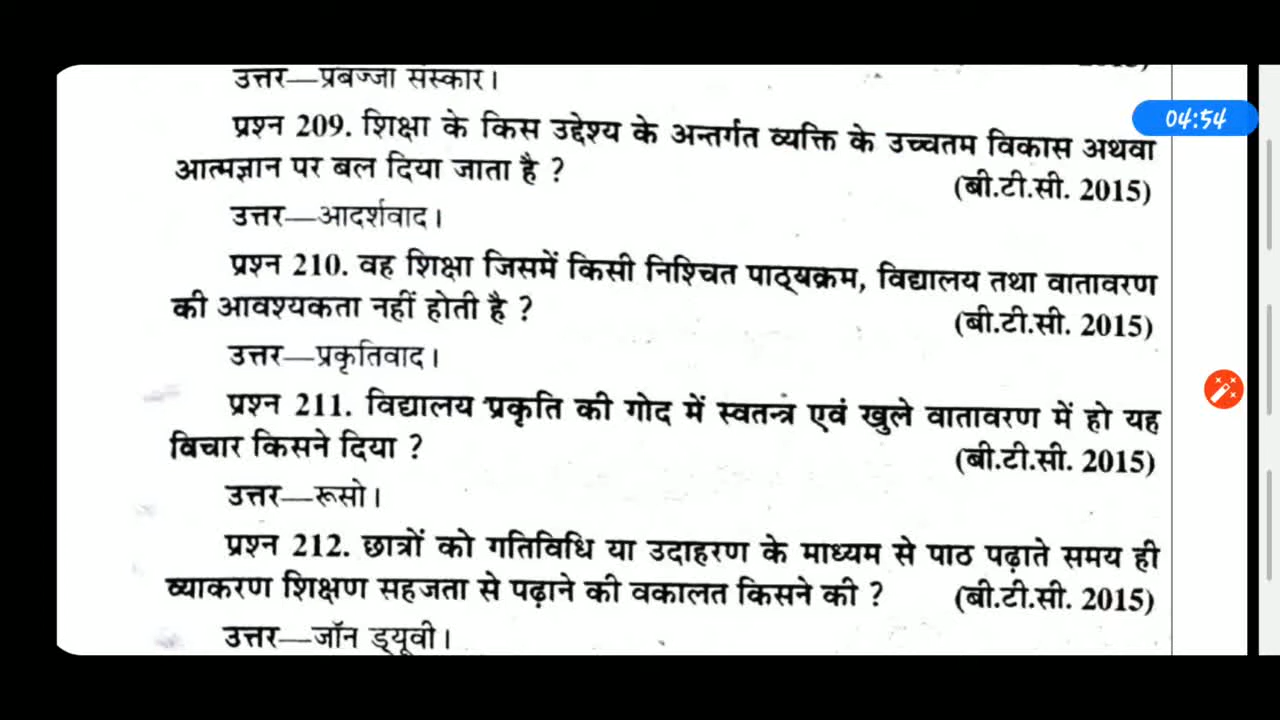 उत्तर—प्रबज्जा संस्कार।
प्रश्न 209. शिक्षा के किस उद्देश्य के अन्तर्गत व्यक्ति के उच्चतम विकास अथवा
04:54
आत्मज्ञान पर बल दिया जाता है ? (बी.टी.सी. 2015)
उत्तर—आदर्शवाद।
प्रश्न 210. वह शिक्षा जिसमें किसी निश्चित पाठ्यक्रम, विद्यालय तथा वातावरण
की आवश्यकता नहीं होती है ? (बी.टी.सी. 2015)
उत्तर—प्रकृतिवाद।
प्रश्न 211. विद्यालय प्रकृति की गोद में स्वतन्त्र एवं खुले वातावरण में हो यह
विचार किसने दिया ? (बी.टी.सी. 2015)
उत्तर—रूसो।
प्रश्न 212. छात्रों को गतिविधि या उदाहरण के माध्यम से पाठ पढ़ाते समय ही
व्याकरण शिक्षण सहजता से पढ़ाने की वकालत किसने की ? (बी.टी.सी. 2015)
उत्तर—जॉन ड्यूवी।